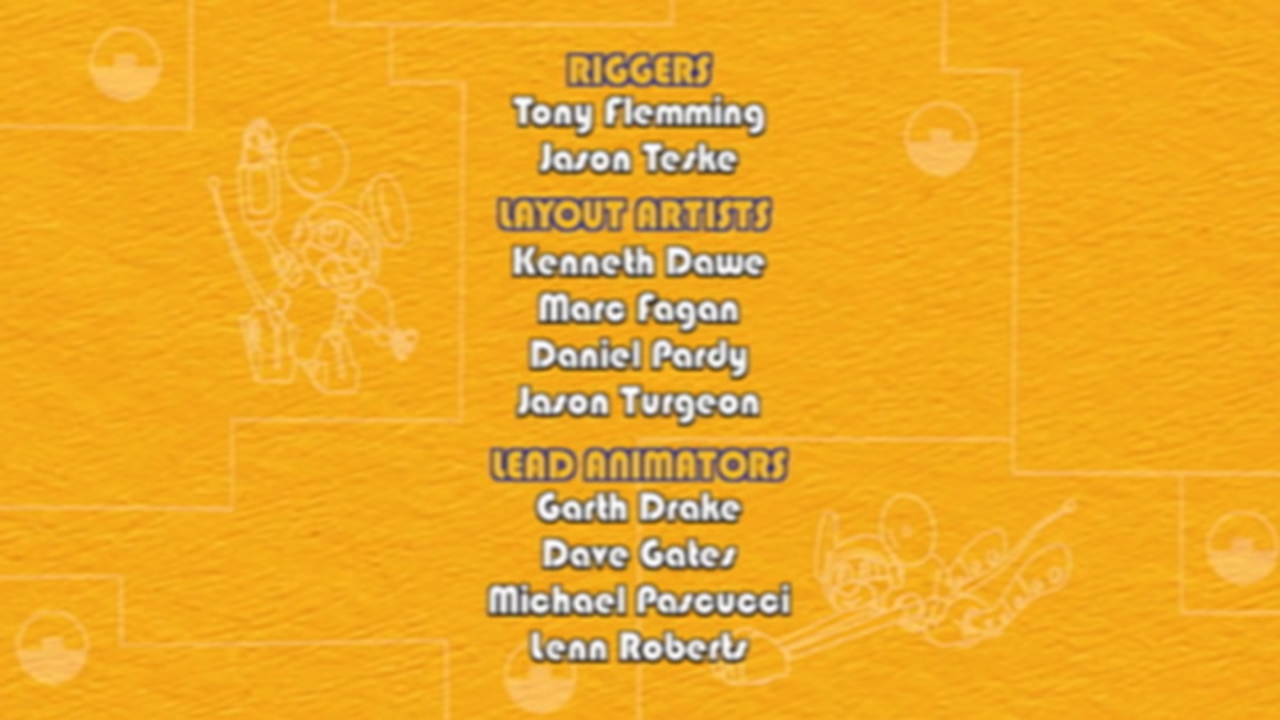 RIGGERS
Tony Flemming
Jason Teske
LAYOUT ARTISTS
Kenneth Dawe
Marc Fagan
Daniel Pardy
Jason Turgeon
LEAD ANIMATORS
Garth Drake
Dave Gates
Michael Pascucci
Lenn Roberts